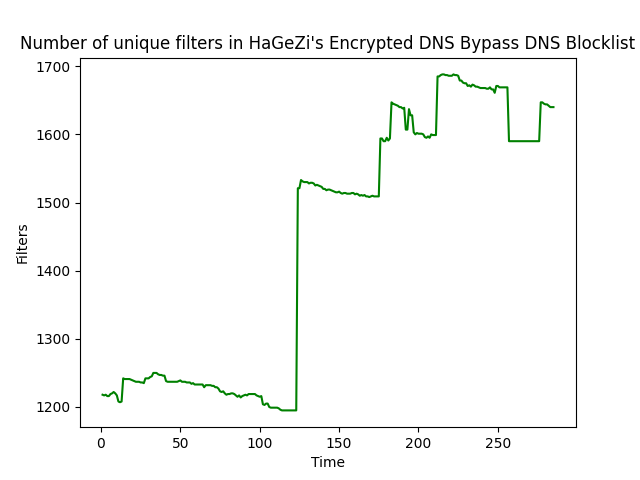 Number of unique filters in HaGeZi's Encrypted DNS Bypass DNS Blocklist
1700
1600
1500
1400
1300
1200
Filters
0 50 100 150 200 250
Time